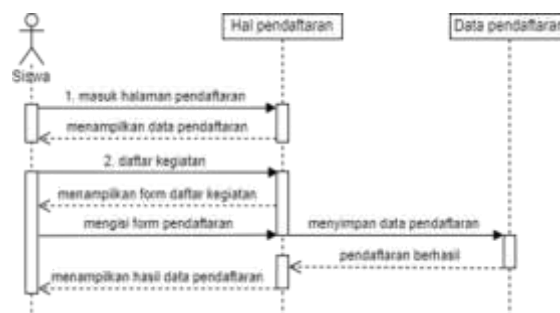 Hal pendaftaran
Data pendaftaran
Siswa
1. masuk halaman pendaftaran
menampilkan data pendaftaran
2. daftar kegiatan
menampilkan form daftar kegiatan
mengisi form pendaftaran
menyimpan data pendaftaran
pendaftaran berhasil
menampilkan hasil data pendaftaran